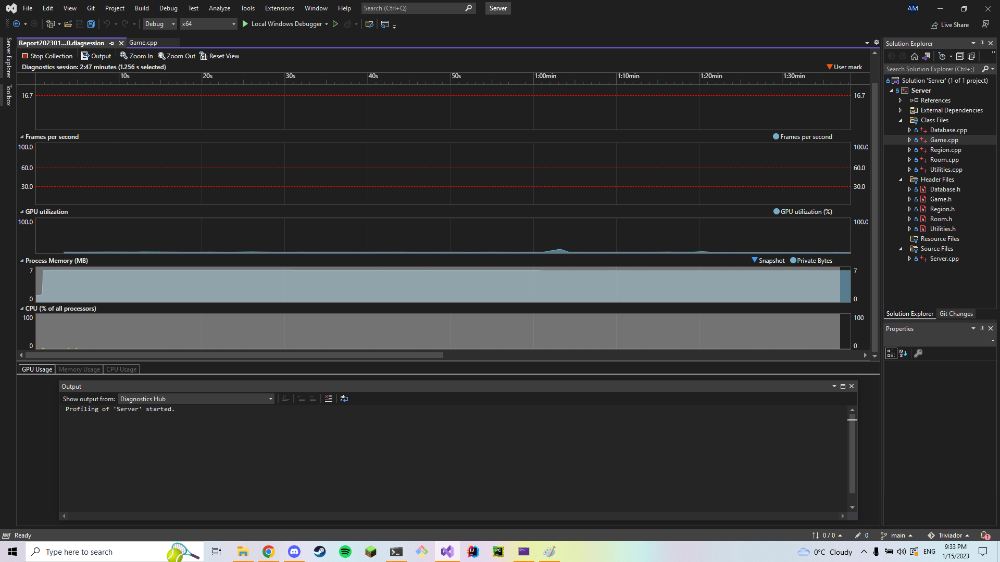 File Edit View Git Project Build Debug Test Analyze Tools Extensions Window Help Search (Ctrl+Q) Server AM
Debug x64 Local Windows Debugger Live Share
Server Explorer
Toolbox
Report202301...0.diagsession Game.cpp
Stop Collection Output Zoom In Zoom Out Reset View
Diagnostics session: 2:47 minutes (1.256 s selected) User mark
10s 20s 30s 40s 50s 1:00min 1:10min 1:20min 1:30min
16.7 16.7
Frames per second Frames per second
100.0 100.0
60.0 60.0
30.0 30.0
GPU utilization GPU utilization (%)
100.0 100.0
Process Memory (MB) Snapshot Private Bytes
7 7
0 0
CPU (% of all processors)
100 100
0 0
GPU Usage Memory Usage CPU Usage
Output
Show output from: Diagnostics Hub
Profiling of 'Server' started.
Solution Explorer
Search Solution Explorer (Ctrl+;)
Solution 'Server' (1 of 1 project)
Server
References
External Dependencies
Class Files
Database.cpp
Game.cpp
Region.cpp
Room.cpp
Utilities.cpp
Header Files
Database.h
Game.h
Region.h
Room.h
Utilities.h
Resource Files
Source Files
Server.cpp
Solution Explorer Git Changes
Properties
Ready 0 / 0 0 main Triviador 1
Type here to search 0°C Cloudy ENG 9:33 PM
1/15/2023